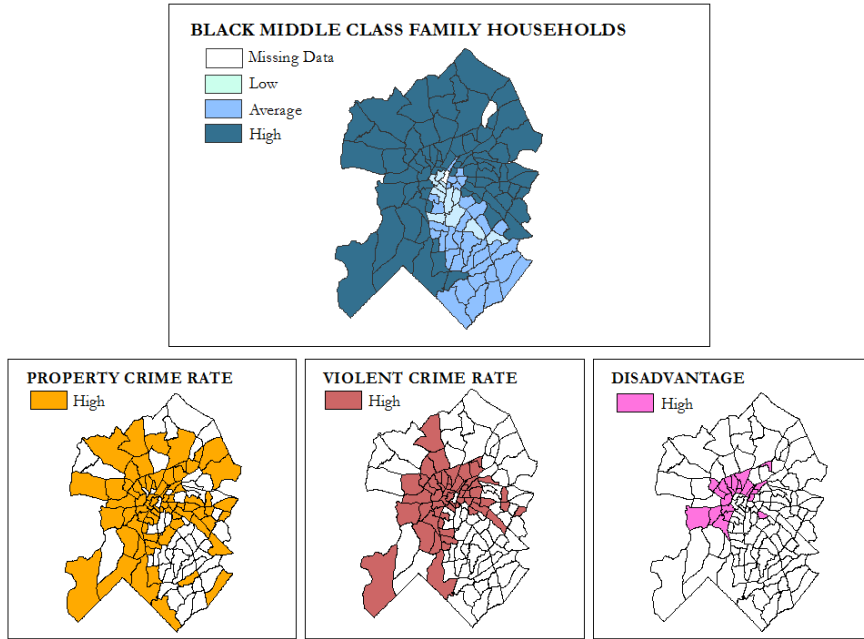 BLACK MIDDLE CLASS FAMILY HOUSEHOLDS
Missing Data
Low
Average
High
PROPERTY CRIME RATE
High
VIOLENT CRIME RATE
High
DISADVANTAGE
High